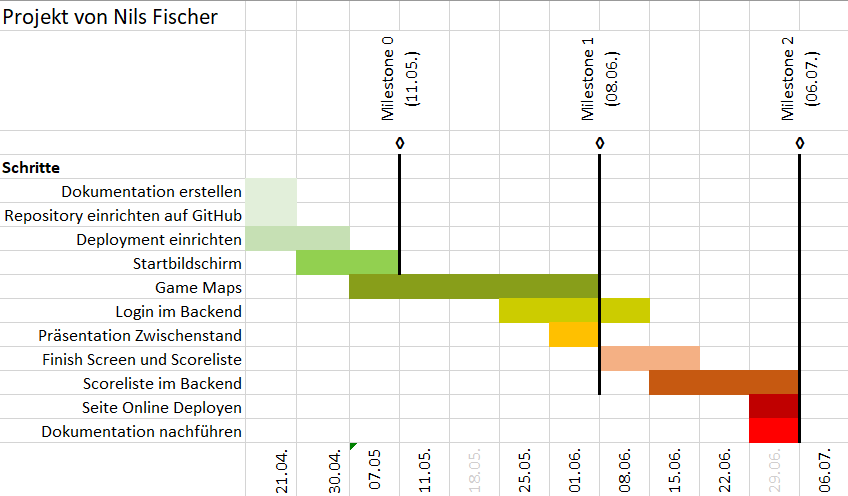 Projekt von Nils Fischer
Milestone 0
(11.05.)
Milestone 1
(08.06.)
Milestone 2
(06.07.)
Schritte
Dokumentation erstellen
Repository einrichten auf GitHub
Deployment einrichten
Startbildschirm
Game Maps
Login im Backend
Präsentation Zwischenstand
Finish Screen und Scoreliste
Scoreliste im Backend
Seite Online Deployen
Dokumentation nachführen
21.04.
30.04.
07.05
11.05.
18.05.
25.05.
01.06.
08.06.
15.06.
22.06.
29.06.
06.07.